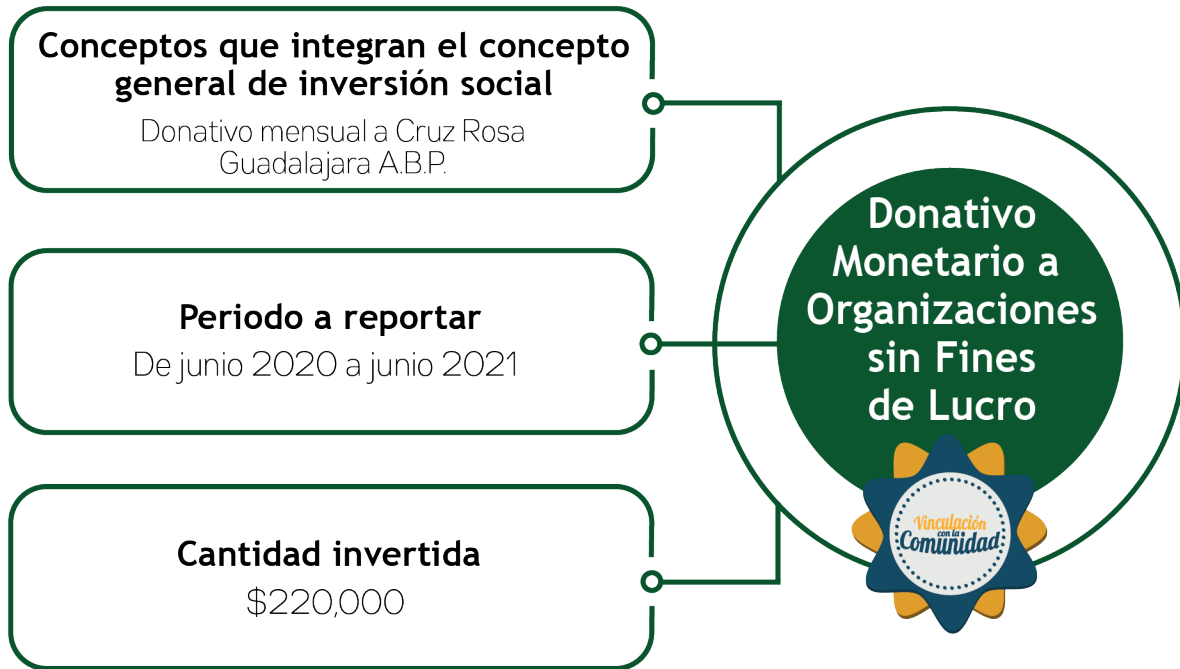 Conceptos que integran el concepto
general de inversión social
Donativo mensual a Cruz Rosa
Guadalajara A.B.P.
Periodo a reportar
De junio 2020 a junio 2021
Cantidad invertida
$220,000
Donativo
Monetario a
Organizaciones
sin Fines
de Lucro
Vinculación
con la
Comunidad